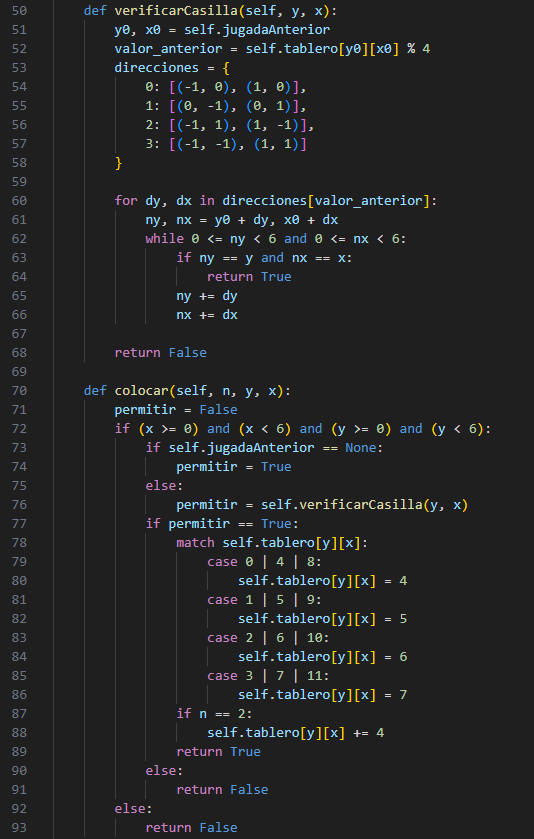 50 def verificarCasilla(self, y, x):
51 y0, x0 = self.jugadaAnterior
52 valor_anterior = self.tablero[y0][x0] % 4
53 direcciones = {
54 0: [(-1, 0), (1, 0)],
55 1: [(0, -1), (0, 1)],
56 2: [(-1, 1), (1, -1)],
57 3: [(-1, -1), (1, 1)]
58 }
59
60 for dy, dx in direcciones[valor_anterior]:
61 ny, nx = y0 + dy, x0 + dx
62 while 0 <= ny < 6 and 0 <= nx < 6:
63 if ny == y and nx == x:
64 return True
65 ny += dy
66 nx += dx
67
68 return False
69
70 def colocar(self, n, y, x):
71 permitir = False
72 if (x >= 0) and (x < 6) and (y >= 0) and (y < 6):
73 if self.jugadaAnterior == None:
74 permitir = True
75 else:
76 permitir = self.verificarCasilla(y, x)
77 if permitir == True:
78 match self.tablero[y][x]:
79 case 0 | 4 | 8:
80 self.tablero[y][x] = 4
81 case 1 | 5 | 9:
82 self.tablero[y][x] = 5
83 case 2 | 6 | 10:
84 self.tablero[y][x] = 6
85 case 3 | 7 | 11:
86 self.tablero[y][x] = 7
87 if n == 2:
88 self.tablero[y][x] += 4
89 return True
90 else:
91 return False
92 else:
93 return False